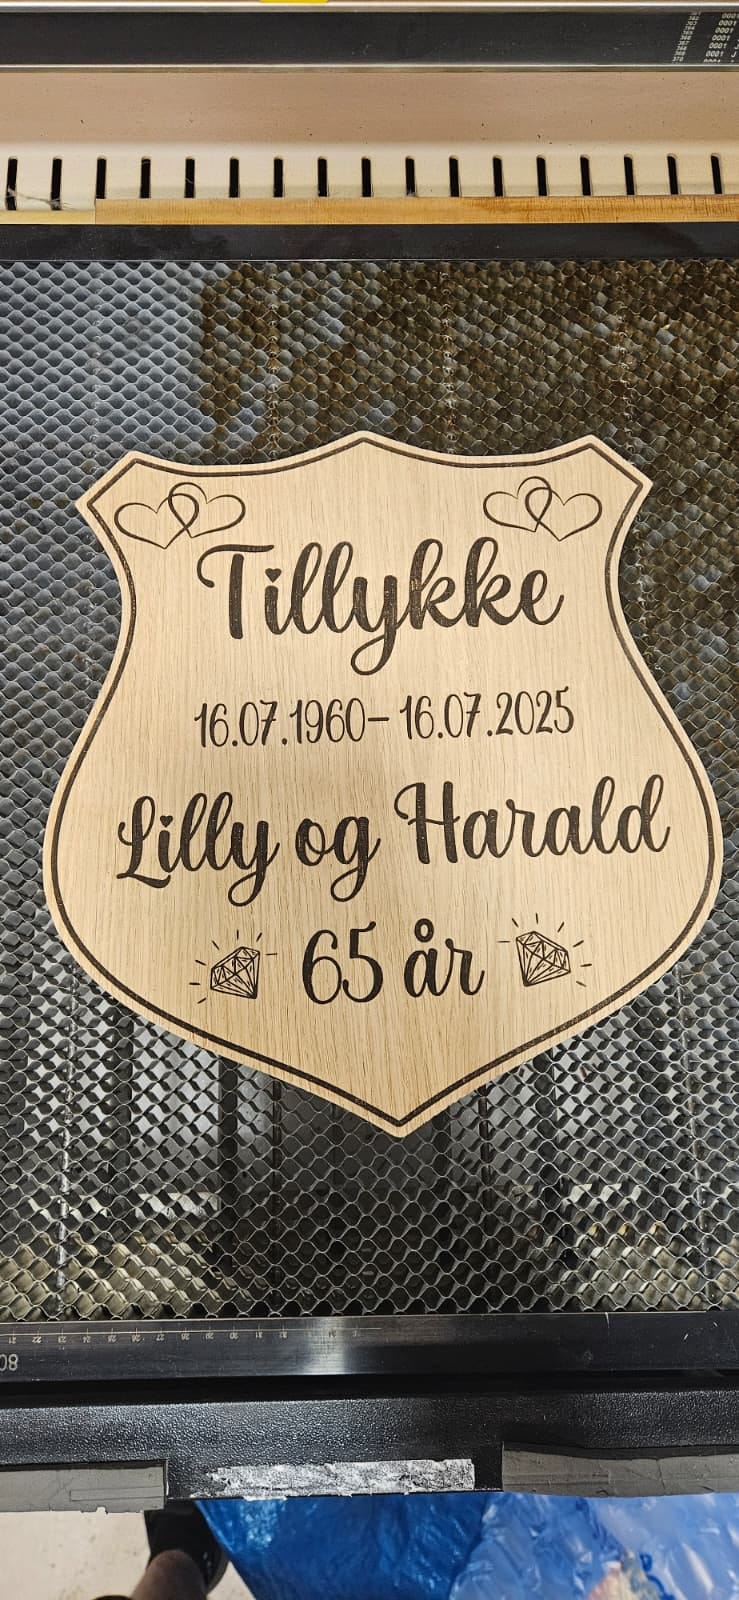 Tillykke
16.07.1960– 16.07.2025
Lilly og Harald
65 år